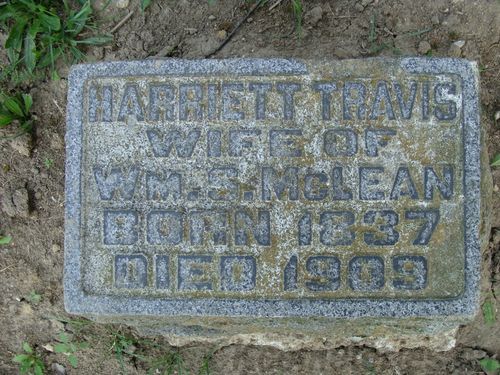 HARRIETT TRAVIS
WIFE OF
WM. S. MCLEAN
BORN 1837
DIED 1909